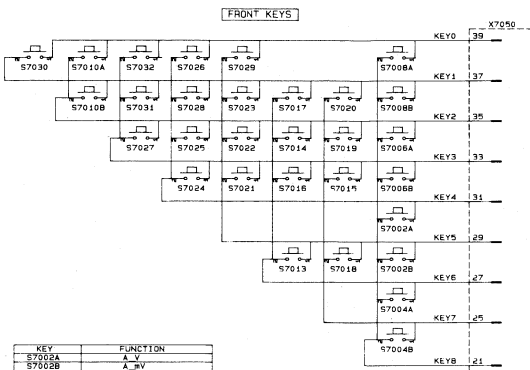 FRONT KEYS
X7050
KEY0 39
S7030 S7010A S7032 S7026 S7029 S7008A
KEY1 37
S7010B S7031 S7028 S7023 S7017 S7020 S7008B
KEY2 35
S7027 S7025 S7022 S7014 S7019 S7006A
KEY3 33
S7024 S7021 S7016 S7015 S7006B
KEY4 31
S7002A
KEY5 29
S7013 S7018 S7002B
KEY6 27
S7004A
KEY7 25
S7004B
KEY8 21
KEY FUNCTION
S7002A A_V
S7002B A_mV